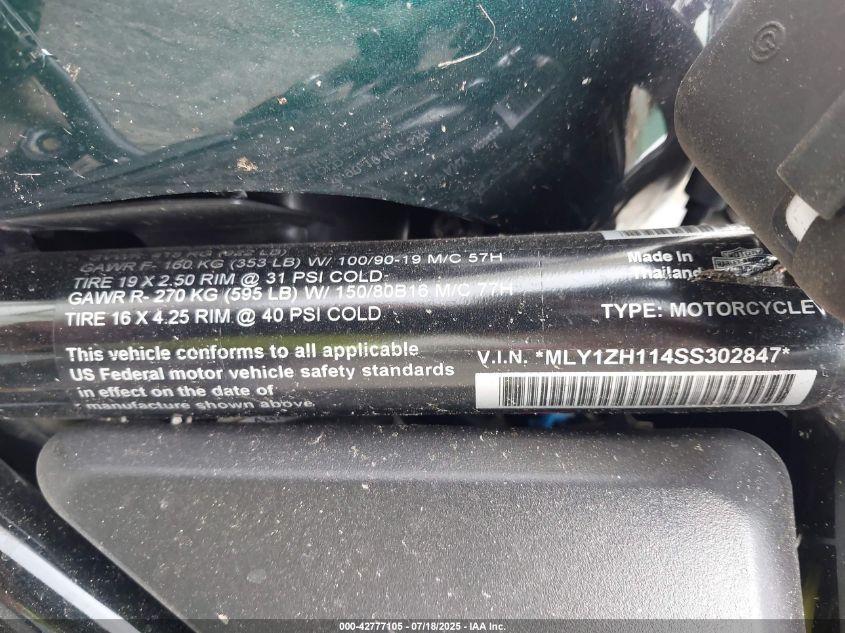 GAWR F- 160 KG (353 LB) W/ 100/90-19 M/C 57H
TIRE 19 X 2.50 RIM @ 31 PSI COLD
GAWR R- 270 KG (595 LB) W/ 150/80B16 M/C 77H
TIRE 16 X 4.25 RIM @ 40 PSI COLD
This vehicle conforms to all applicable
US Federal motor vehicle safety standards
in effect on the date of
manufacture shown above
Made In
Thailand
TYPE: MOTORCYCLE
V.I.N. *MLY1ZH114SS302847*
000-42777105 - 07/18/2025 - IAA Inc.